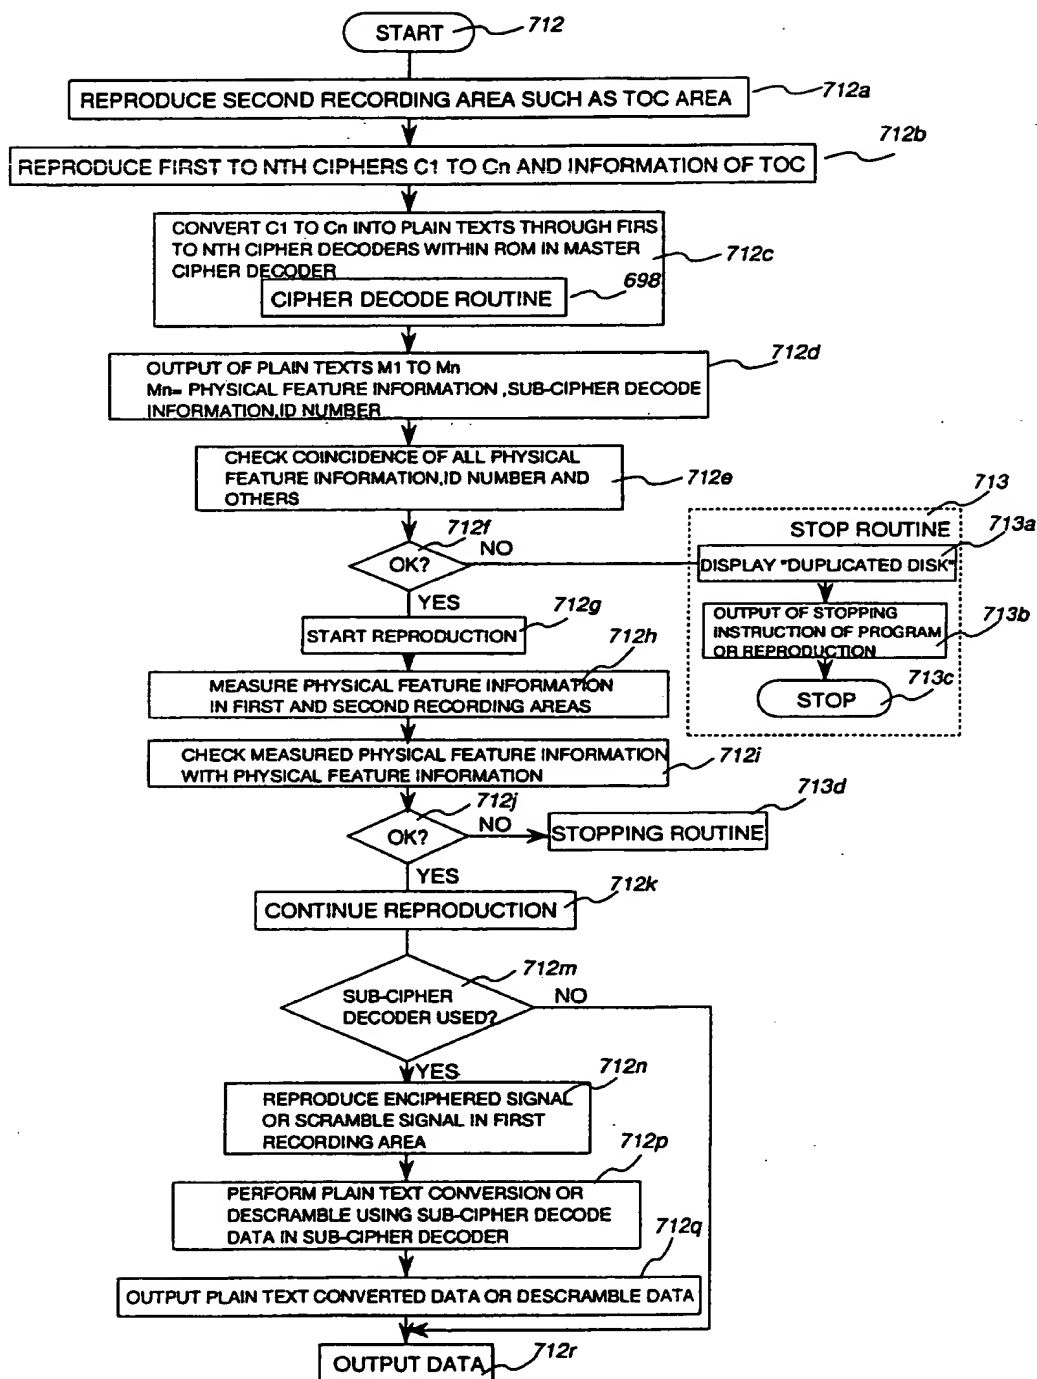 START
712
REPRODUCE SECOND RECORDING AREA SUCH AS TOC AREA
712a
REPRODUCE FIRST TO NTH CIPHERS C1 TO Cn AND INFORMATION OF TOC
712b
CONVERT C1 TO Cn INTO PLAIN TEXTS THROUGH FIRS
TO NTH CIPHER DECODERS WITHIN ROM IN MASTER
CIPHER DECODER
712c
CIPHER DECODE ROUTINE
698
OUTPUT OF PLAIN TEXTS M1 TO Mn
Mn= PHYSICAL FEATURE INFORMATION ,SUB-CIPHER DECODE
INFORMATION,ID NUMBER
712d
CHECK COINCIDENCE OF ALL PHYSICAL
FEATURE INFORMATION,ID NUMBER AND
OTHERS
712e
OK?
712f
NO
YES
713
STOP ROUTINE
713a
DISPLAY "DUPLICATED DISK"
OUTPUT OF STOPPING
INSTRUCTION OF PROGRAM
OR REPRODUCTION
713b
STOP
713c
START REPRODUCTION
712g
MEASURE PHYSICAL FEATURE INFORMATION
IN FIRST AND SECOND RECORDING AREAS
712h
CHECK MEASURED PHYSICAL FEATURE INFORMATION
WITH PHYSICAL FEATURE INFORMATION
712i
OK?
712j
NO
YES
STOPPING ROUTINE
713d
CONTINUE REPRODUCTION
712k
SUB-CIPHER
DECODER USED?
712m
NO
YES
REPRODUCE ENCIPHERED SIGNAL
OR SCRAMBLE SIGNAL IN FIRST
RECORDING AREA
712n
PERFORM PLAIN TEXT CONVERSION OR
DESCRAMBLE USING SUB-CIPHER DECODE
DATA IN SUB-CIPHER DECODER
712p
OUTPUT PLAIN TEXT CONVERTED DATA OR DESCRAMBLE DATA
712q
OUTPUT DATA
712r